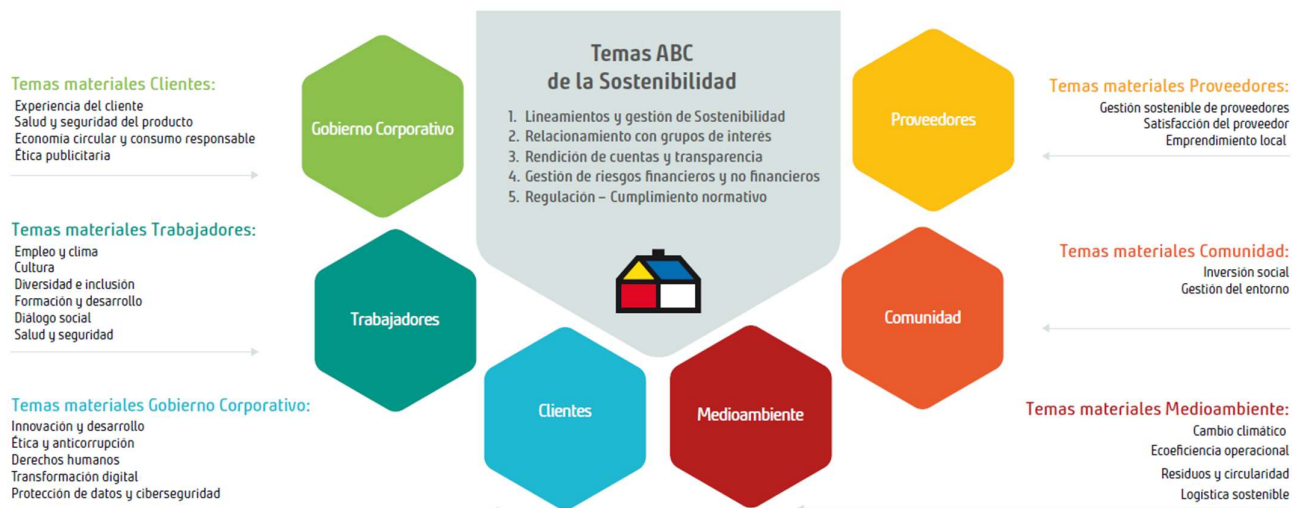 Temas ABC
de la Sostenibilidad
1. Lineamientos y gestión de Sostenibilidad
2. Relacionamiento con grupos de interés
3. Rendición de cuentas y transparencia
4. Gestión de riesgos financieros y no financieros
5. Regulación – Cumplimiento normativo
Temas materiales Clientes:
Experiencia del cliente
Salud y seguridad del producto
Economía circular y consumo responsable
Ética publicitaria
Temas materiales Trabajadores:
Empleo y clima
Cultura
Diversidad e inclusión
Formación y desarrollo
Diálogo social
Salud y seguridad
Temas materiales Gobierno Corporativo:
Innovación y desarrollo
Ética y anticorrupción
Derechos humanos
Transformación digital
Protección de datos y ciberseguridad
Gobierno Corporativo
Trabajadores
Clientes
Medioambiente
Comunidad
Proveedores
Temas materiales Proveedores:
Gestión sostenible de proveedores
Satisfacción del proveedor
Emprendimiento local
Temas materiales Comunidad:
Inversión social
Gestión del entorno
Temas materiales Medioambiente:
Cambio climático
Ecoeficiencia operacional
Residuos y circularidad
Logística sostenible